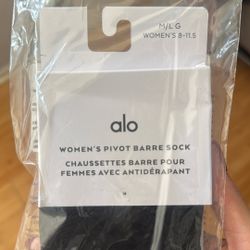 M/L G
WOMEN'S 8-11.5
alo
WOMEN'S PIVOT BARRE SOCK
CHAUSSETTES BARRE POUR
FEMMES AVEC ANTIDÉRAPANT